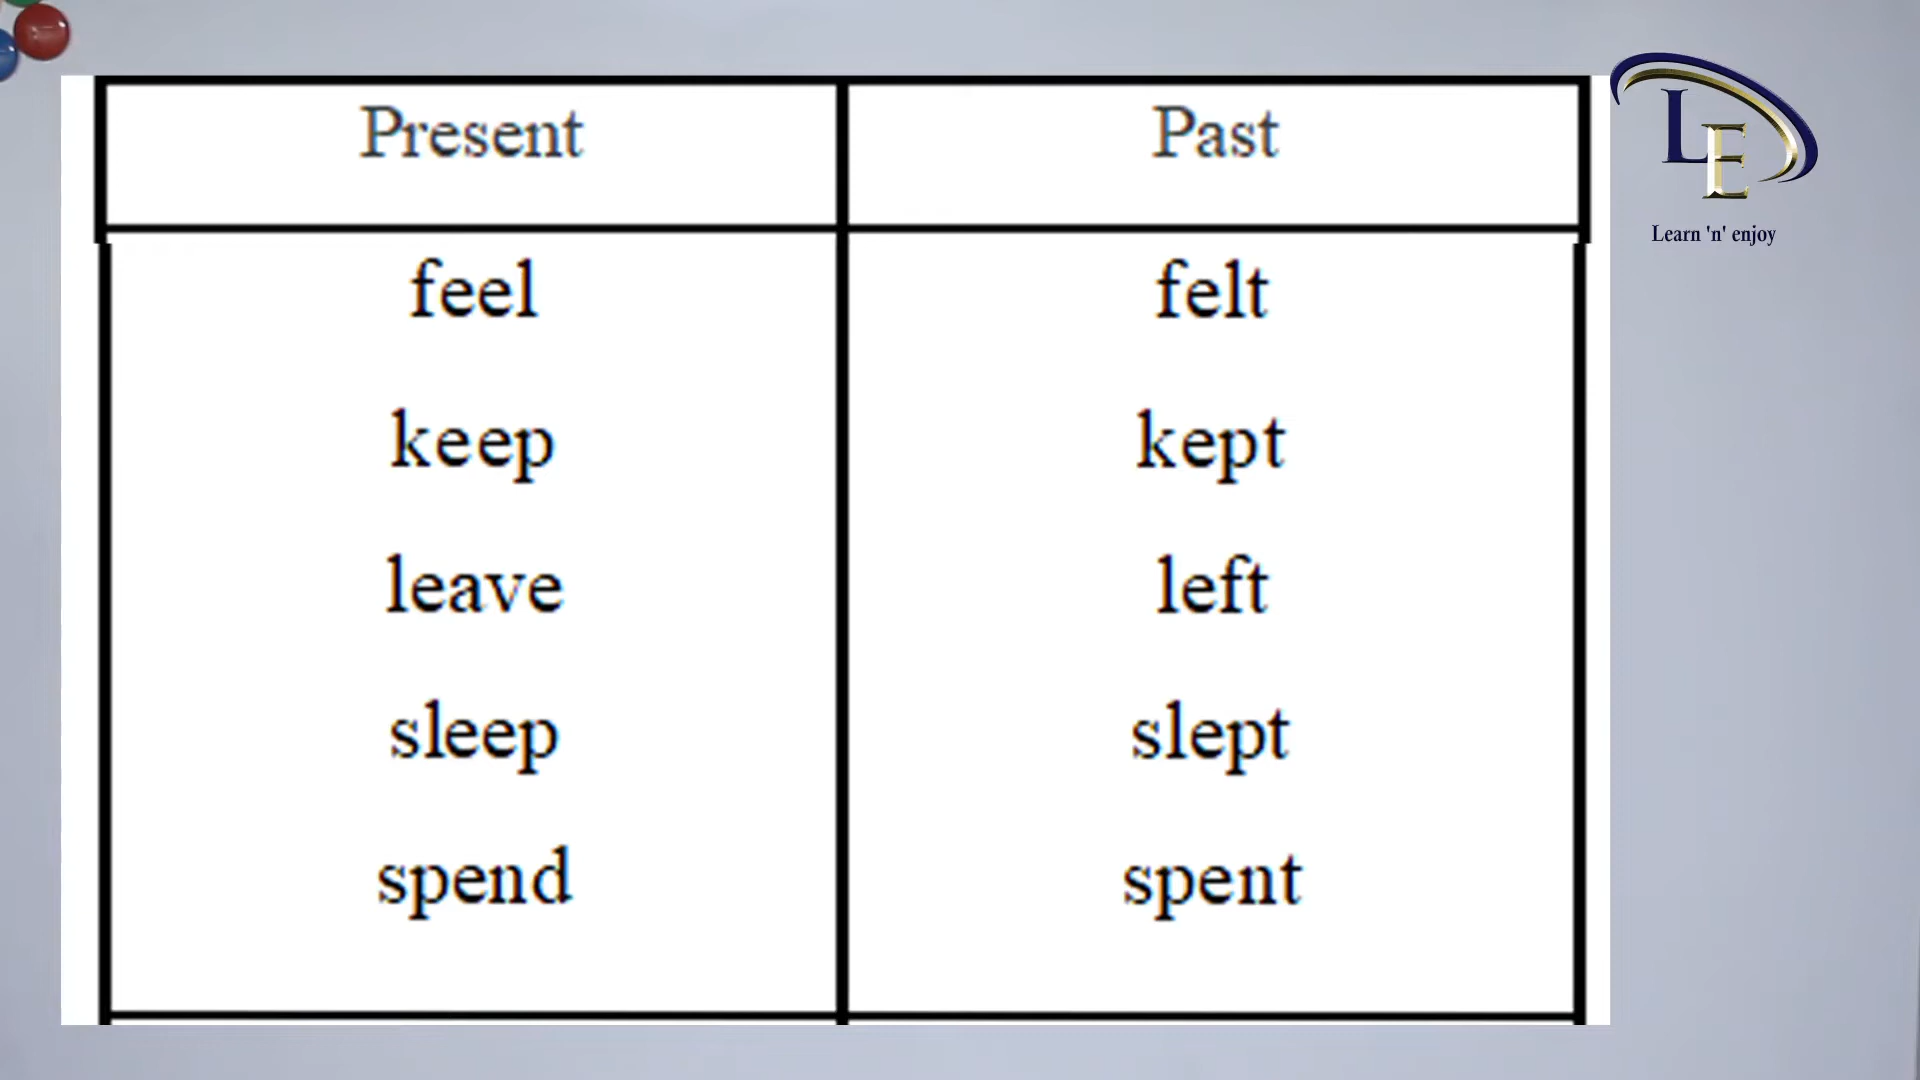 Present Past
feel felt
keep kept
leave left
sleep slept
spend spent
LE
Learn 'n' enjoy